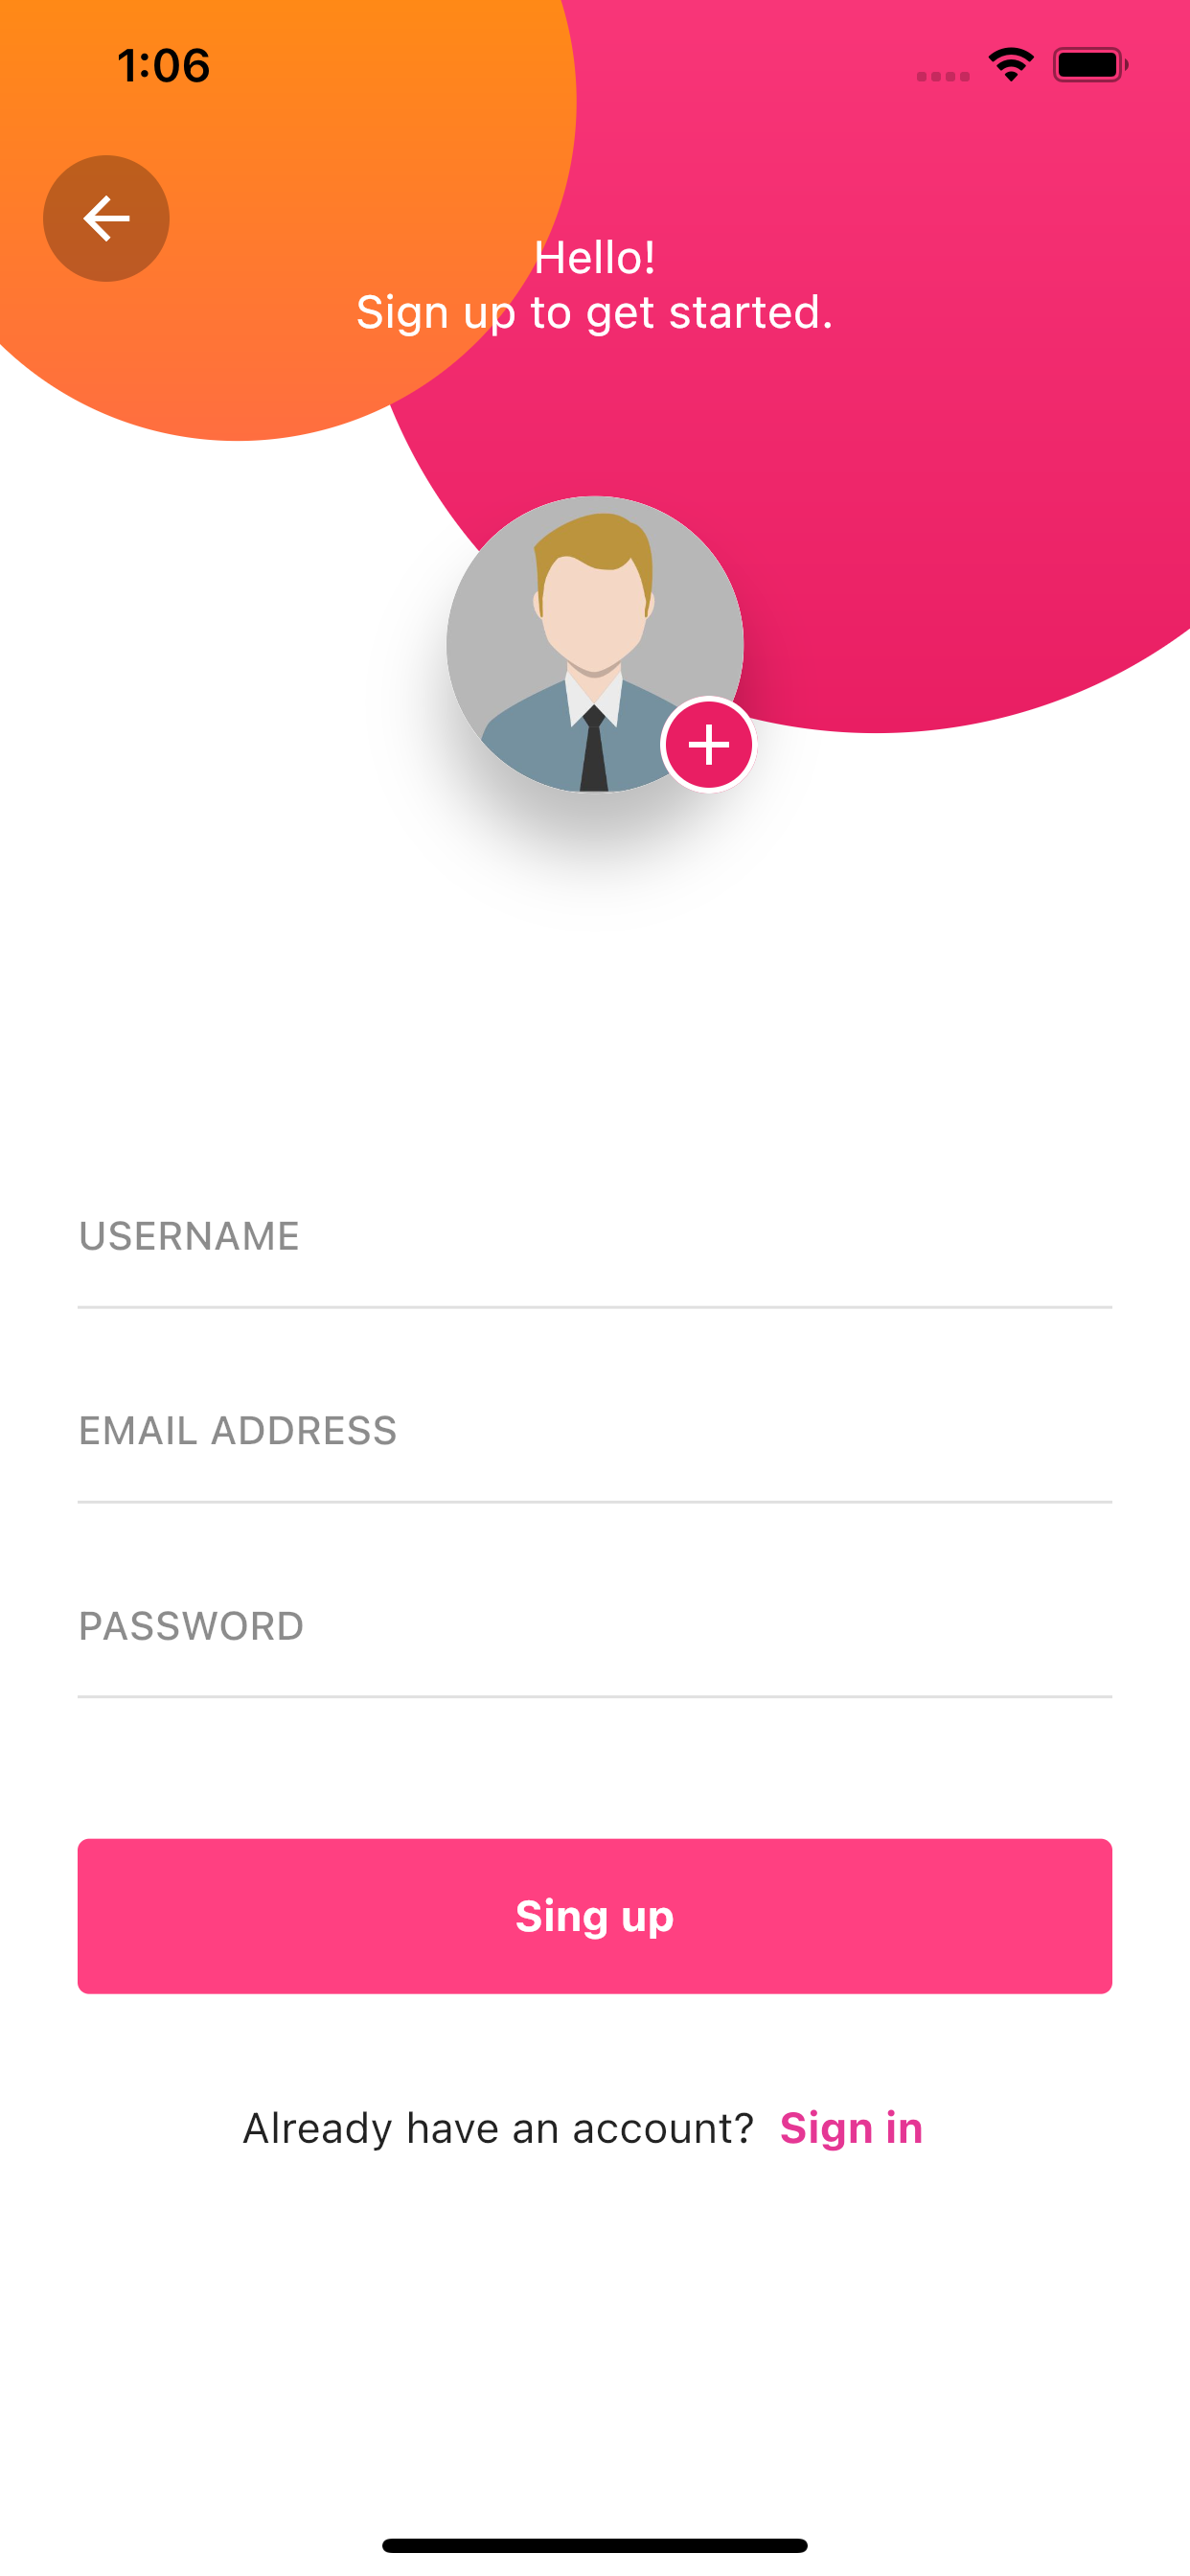 1:06
Hello!
Sign up to get started.
USERNAME
EMAIL ADDRESS
PASSWORD
Sing up
Already have an account? Sign in